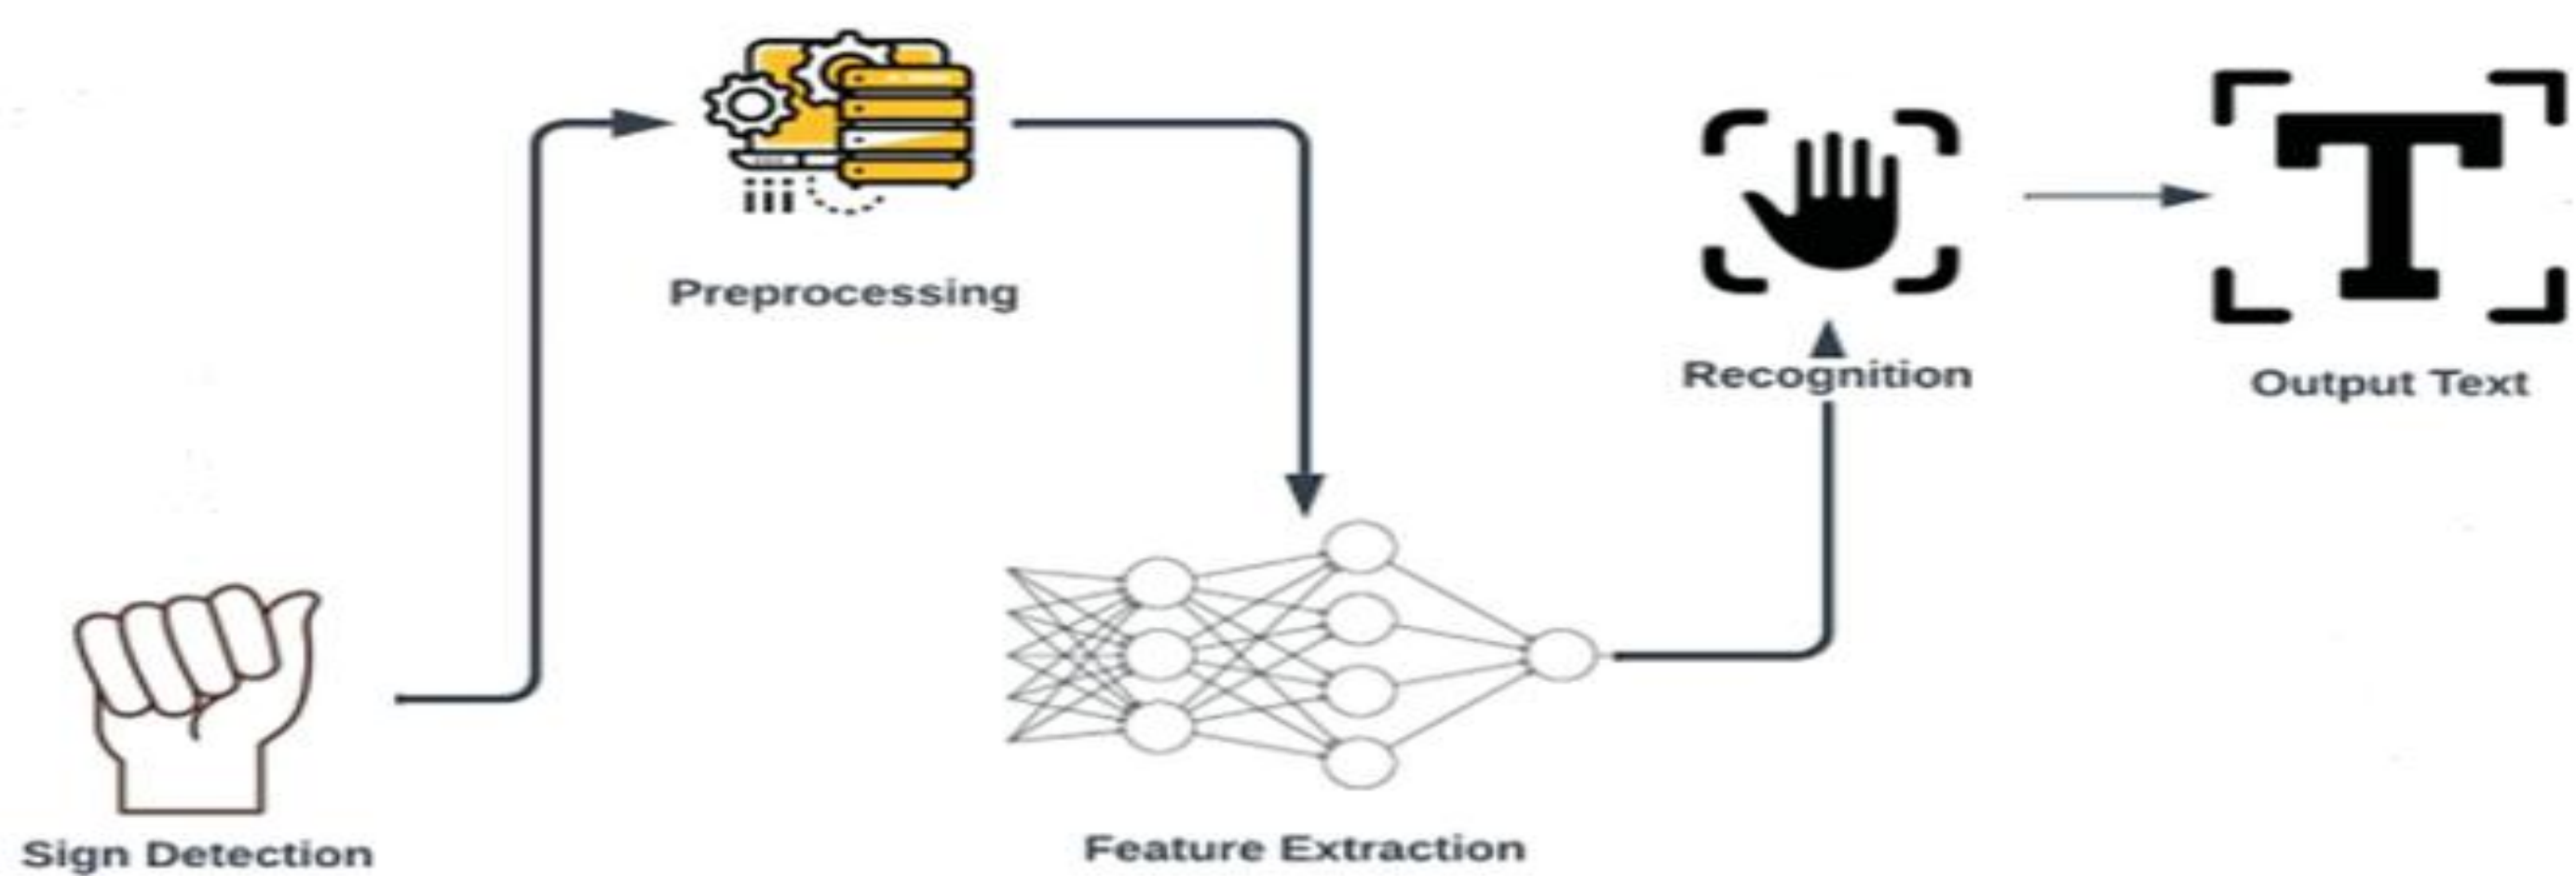 Sign Detection
Preprocessing
Feature Extraction
Recognition
T
Output Text